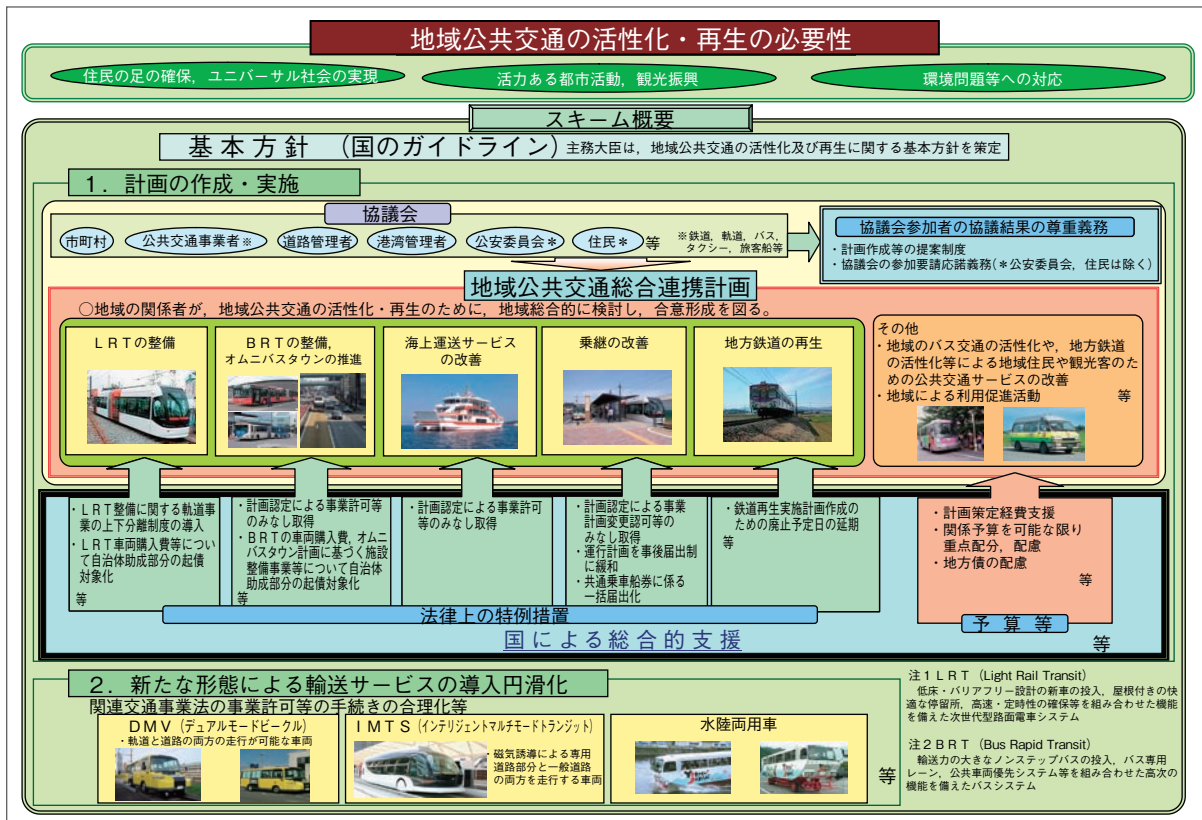 地域公共交通の活性化・再生の必要性
住民の足の確保，ユニバーサル社会の実現
活力ある都市活動，観光振興
環境問題等への対応
スキーム概要
基本方針 （国のガイドライン） 主務大臣は，地域公共交通の活性化及び再生に関する基本方針を策定
１．計画の作成・実施
協議会
市町村
公共交通事業者※
道路管理者
港湾管理者
公安委員会＊
住民＊
等
※鉄道，軌道，バス，
タクシー，旅客船等
協議会参加者の協議結果の尊重義務
・計画作成等の提案制度
・協議会の参加要請応諾義務（＊公安委員会，住民は除く）
地域公共交通総合連携計画
○地域の関係者が，地域公共交通の活性化・再生のために，地域総合的に検討し，合意形成を図る。
ＬＲＴの整備
ＢＲＴの整備，
オムニバスタウンの推進
海上運送サービス
の改善
乗継の改善
地方鉄道の再生
その他
・地域のバス交通の活性化や，地方鉄道
の活性化等による地域住民や観光客のた
めの公共交通サービスの改善
・地域による利用促進活動
等
・ＬＲＴ整備に関する軌道事
業の上下分離制度の導入
・ＬＲＴ車両購入費等につい
て自治体助成部分の起債
対象化
等
・計画認定による事業許可等
のみなし取得
・ＢＲＴの車両購入費，オムニ
バスタウン計画に基づく施設
整備事業等について自治体
助成部分の起債対象化
等
・計画認定による事業許可
等のみなし取得
・計画認定による事業
計画変更認可等の
みなし取得
・運行計画を事後届出制
に緩和
・共通乗車船券に係る
一括届出化
・鉄道再生実施計画作成の
ための廃止予定日の延期
等
・計画策定経費支援
・関係予算を可能な限り
重点配分，配慮
・地方債の配慮
等
法律上の特例措置
予算等
国による総合的支援
等
２．新たな形態による輸送サービスの導入円滑化
関連交通事業法の事業許可等の手続きの合理化等
ＤＭＶ（デュアルモードビークル）
・軌道と道路の両方の走行が可能な車両
ＩＭＴＳ（インテリジェントマルチモードトランジット）
・磁気誘導による専用
道路部分と一般道路
の両方を走行する車両
水陸両用車
等
注１ＬＲＴ（Light Rail Transit）
低床・バリアフリー設計の新車の投入，屋根付きの快
適な停留所，高速・定時性の確保等を組み合わせた機能
を備えた次世代型路面電車システム
注２ＢＲＴ（Bus Rapid Transit）
輸送力の大きなノンステップバスの投入，バス専用
レーン，公共車両優先システム等を組み合わせた高次の
機能を備えたバスシステム